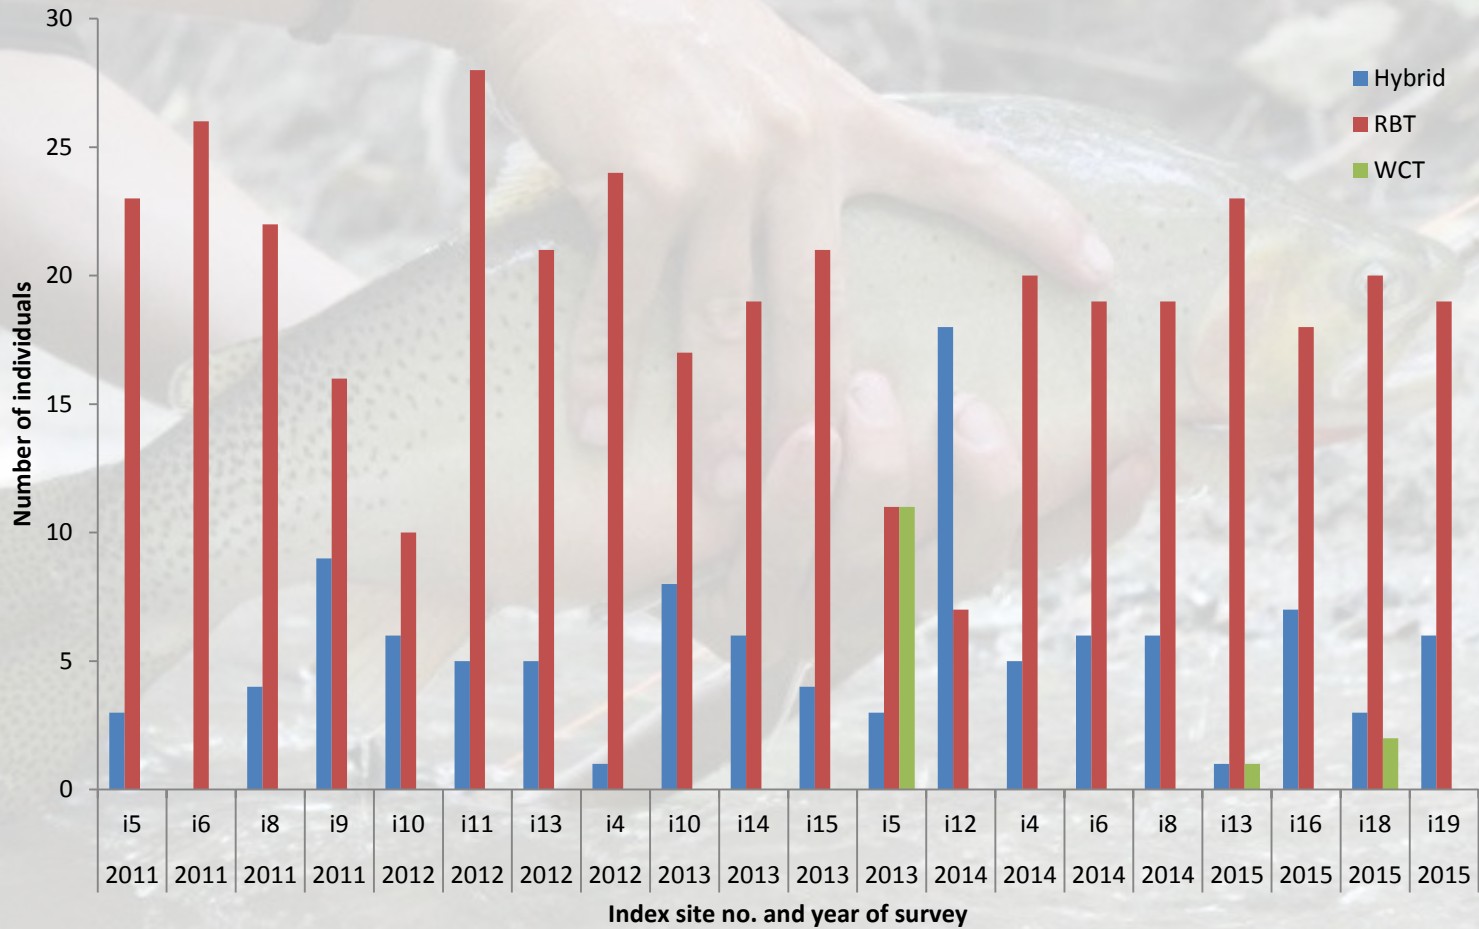 30
25
20
15
10
5
0
Number of individuals
Hybrid
RBT
WCT
i5 i6 i8 i9 i10 i11 i13 i4 i10 i14 i15 i5 i12 i4 i6 i8 i13 i16 i18 i19
2011 2011 2011 2011 2012 2012 2012 2012 2013 2013 2013 2013 2014 2014 2014 2014 2015 2015 2015 2015
Index site no. and year of survey